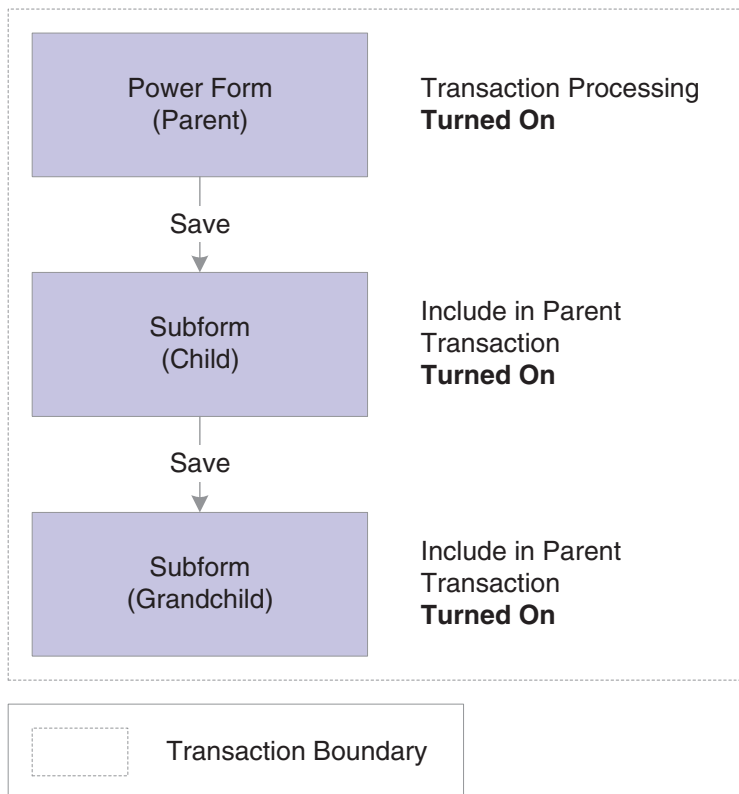 Power Form
(Parent)
Transaction Processing
Turned On
Save
Subform
(Child)
Include in Parent
Transaction
Turned On
Save
Subform
(Grandchild)
Include in Parent
Transaction
Turned On
Transaction Boundary